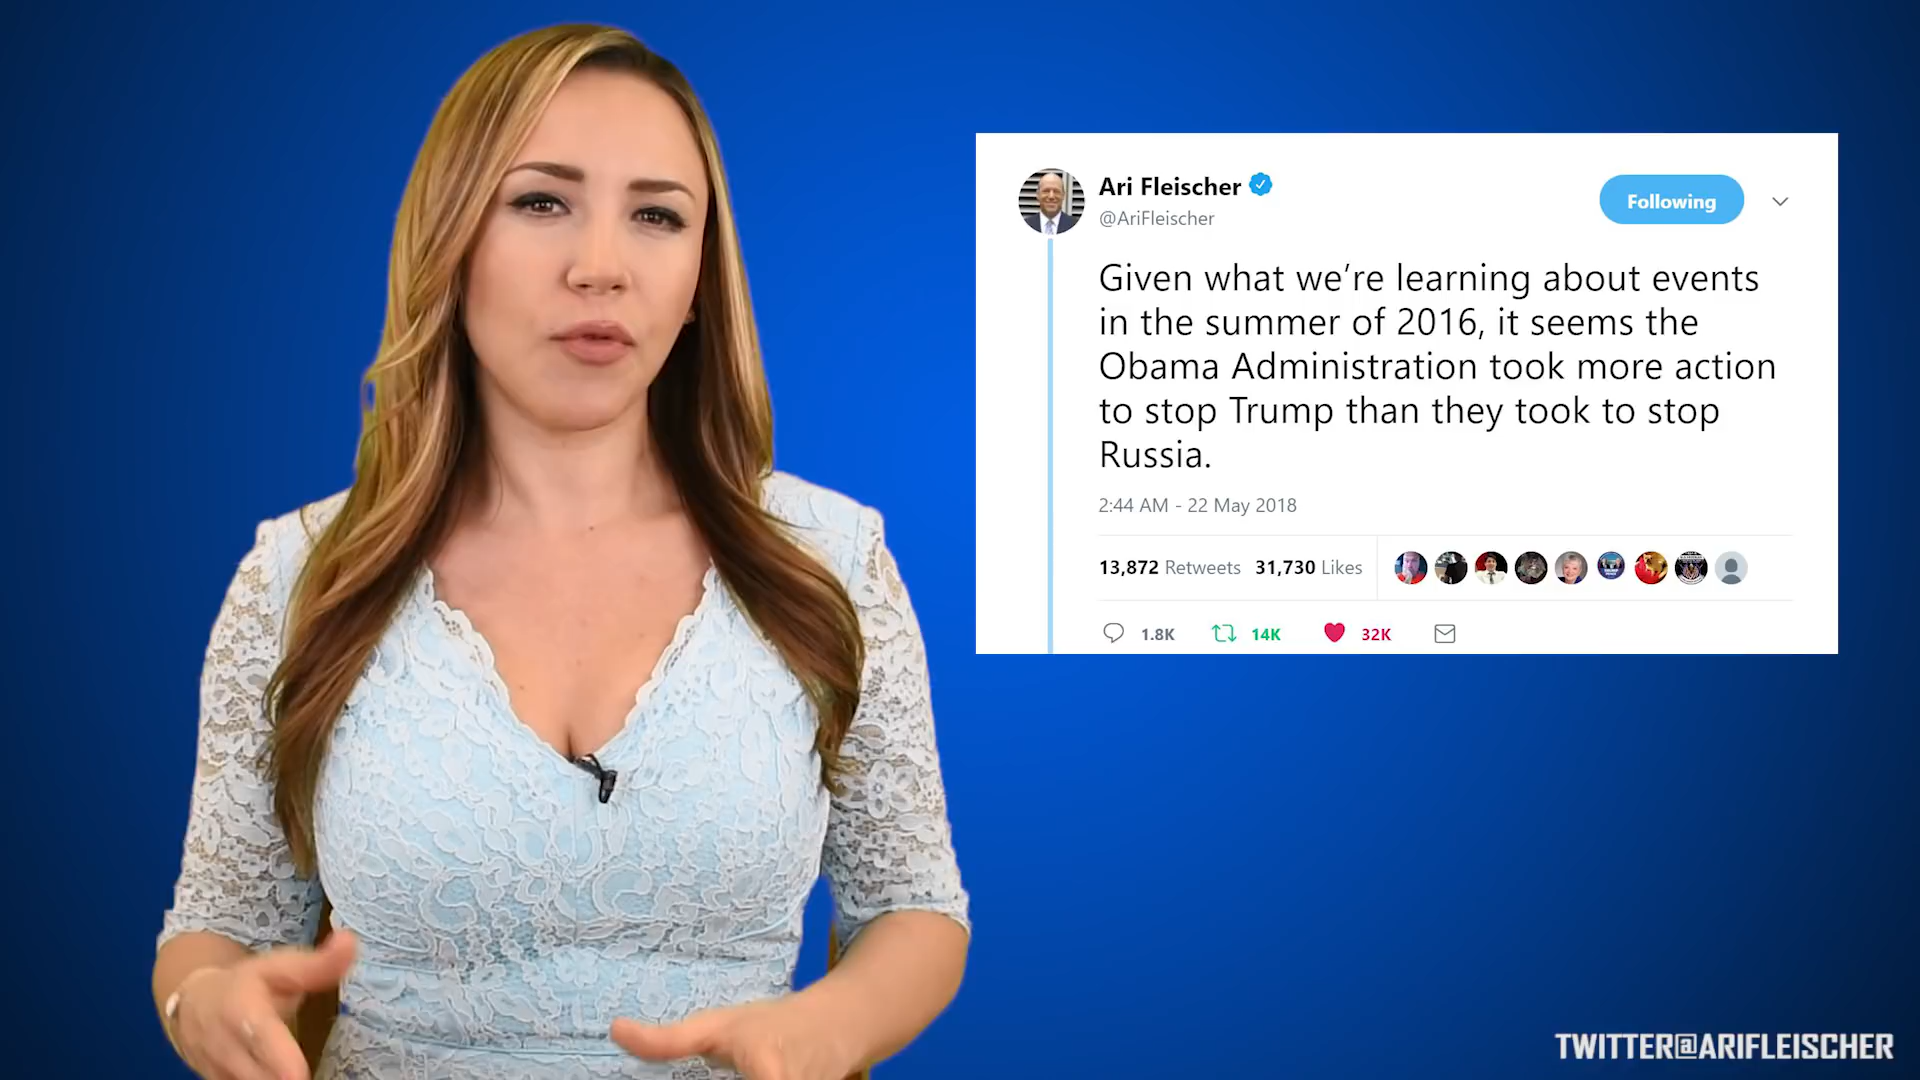 Ari Fleischer
@AriFleischer
Following
Given what we’re learning about events
in the summer of 2016, it seems the
Obama Administration took more action
to stop Trump than they took to stop
Russia.
2:44 AM - 22 May 2018
13,872 Retweets 31,730 Likes
1.8K 14K 32K
TWITTER@ARIFLEISCHER